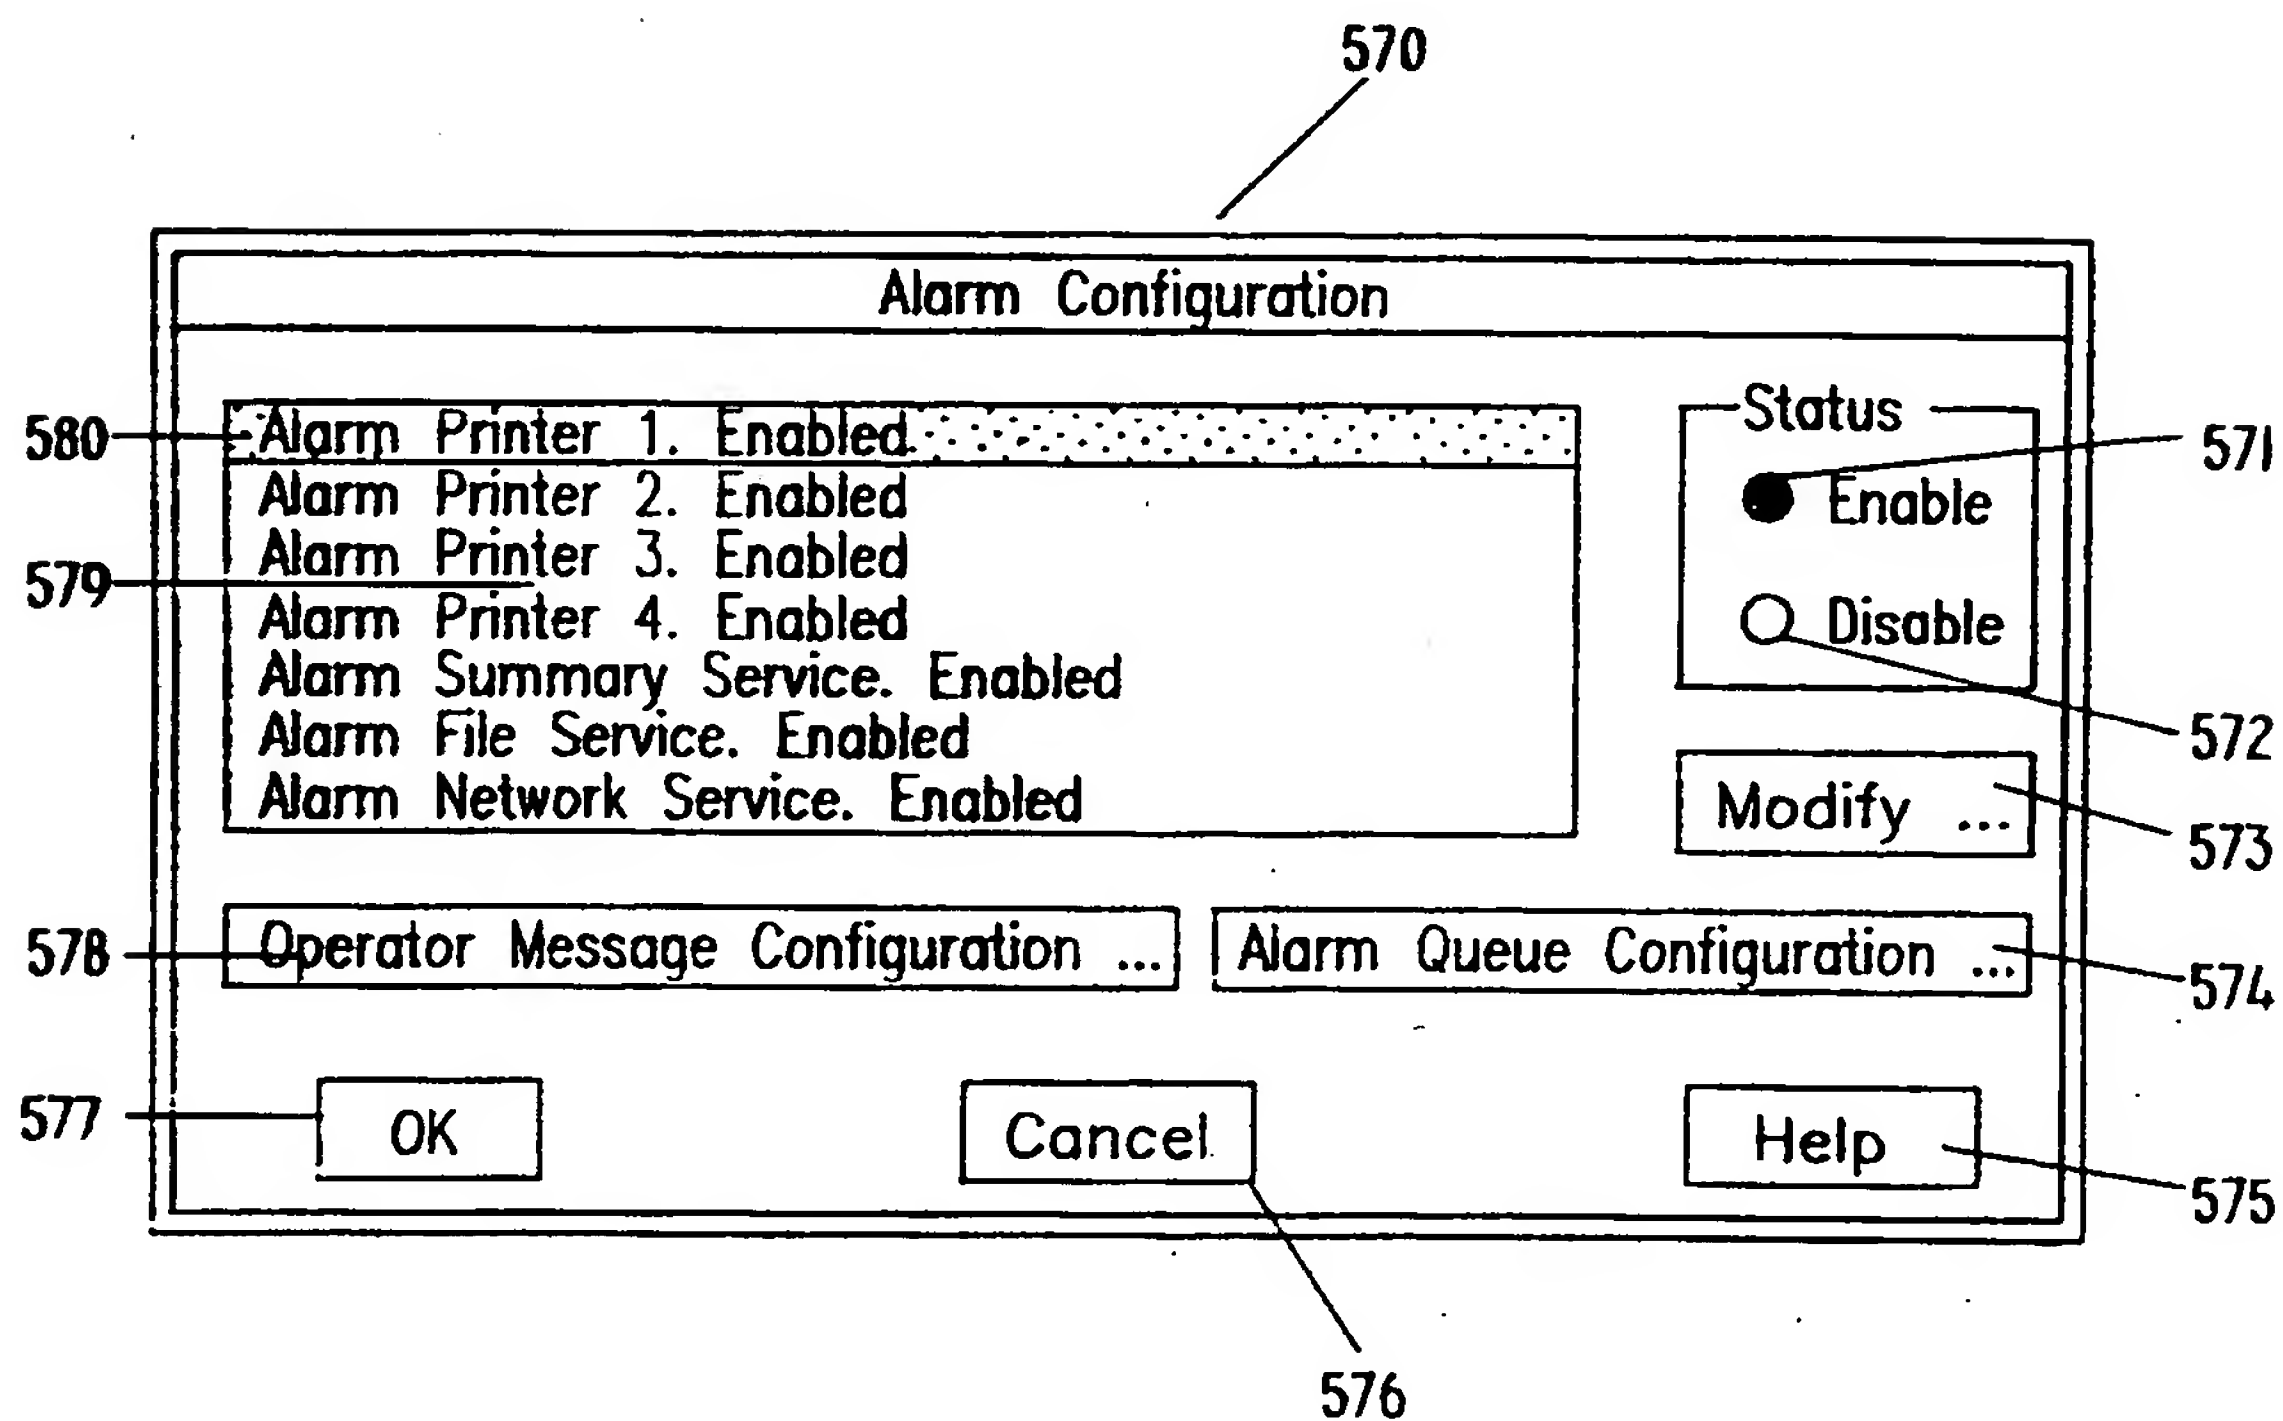 570
Alarm Configuration
580
Alarm Printer 1. Enabled
Alarm Printer 2. Enabled
Alarm Printer 3. Enabled
579
Alarm Printer 4. Enabled
Alarm Summary Service. Enabled
Alarm File Service. Enabled
Alarm Network Service. Enabled
Status
571
Enable
Disable
572
Modify ...
573
578
Operator Message Configuration ...
Alarm Queue Configuration ...
574
577
OK
Cancel
Help
575
576